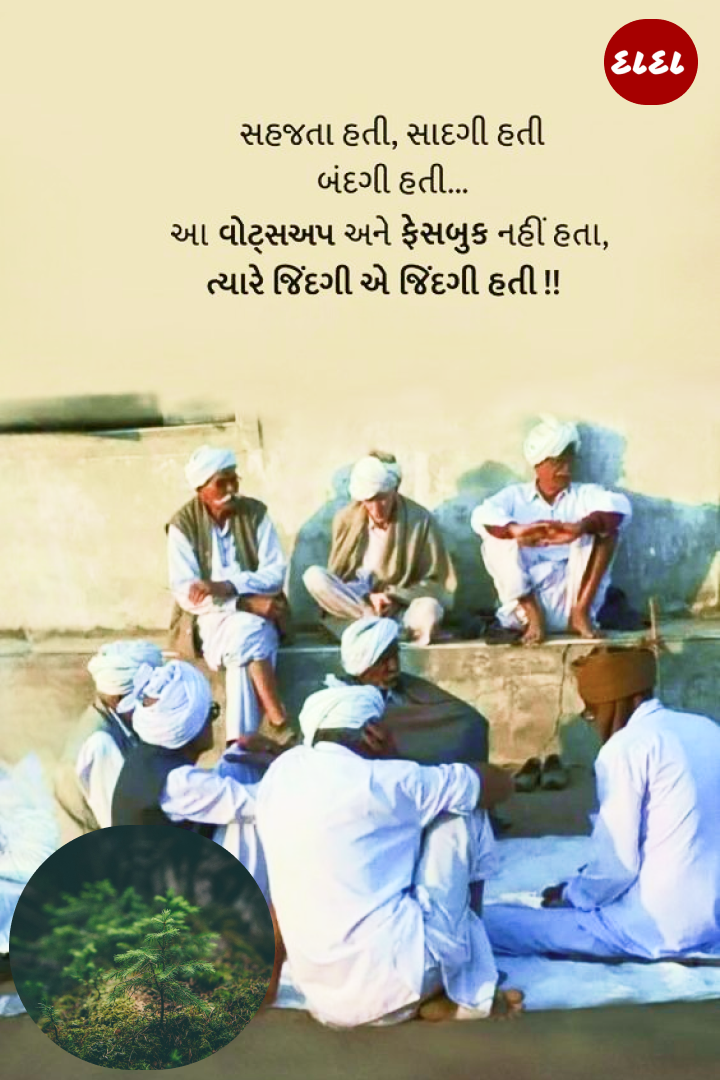 દાદા
સહજતા હતી, સાદગી હતી
બંદગી હતી...
આ વોટ્સઅપ અને ફેસબુક નહીં હતા,
ત્યારે જિંદગી એ જિંદગી હતી !!